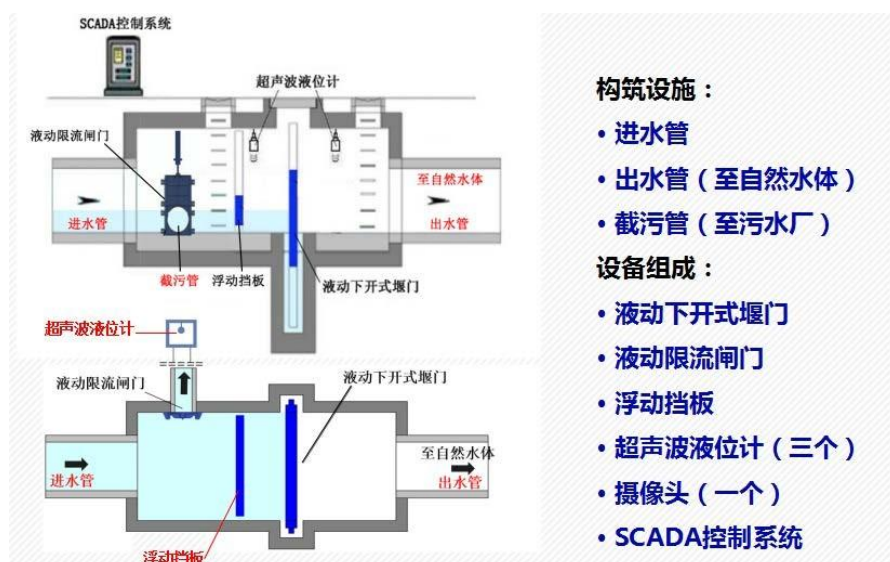 SCADA控制系统
超声波液位计
液动限流闸门
至自然水体
进水管
出水管
截污管
浮动挡板
液动下开式堰门
超声波液位计
液动限流闸门
液动下开式堰门
至自然水体
进水管
出水管
浮动挡板
构筑设施：
• 进水管
• 出水管（至自然水体）
• 截污管（至污水厂）
设备组成：
• 液动下开式堰门
• 液动限流闸门
• 浮动挡板
• 超声波液位计（三个）
• 摄像头（一个）
• SCADA控制系统